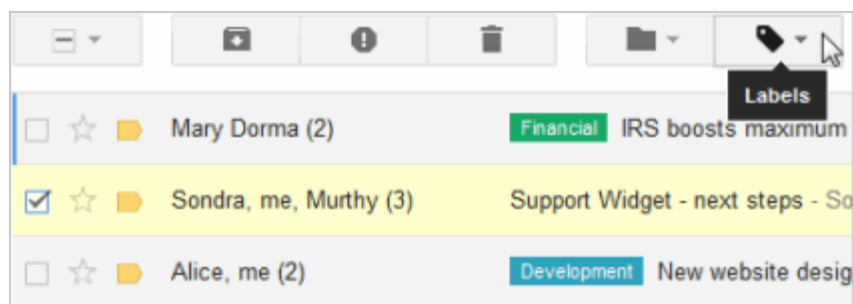 Labels
Mary Dorma (2) Financial IRS boosts maximum
Sondra, me, Murthy (3) Support Widget - next steps - So
Alice, me (2) Development New website desig